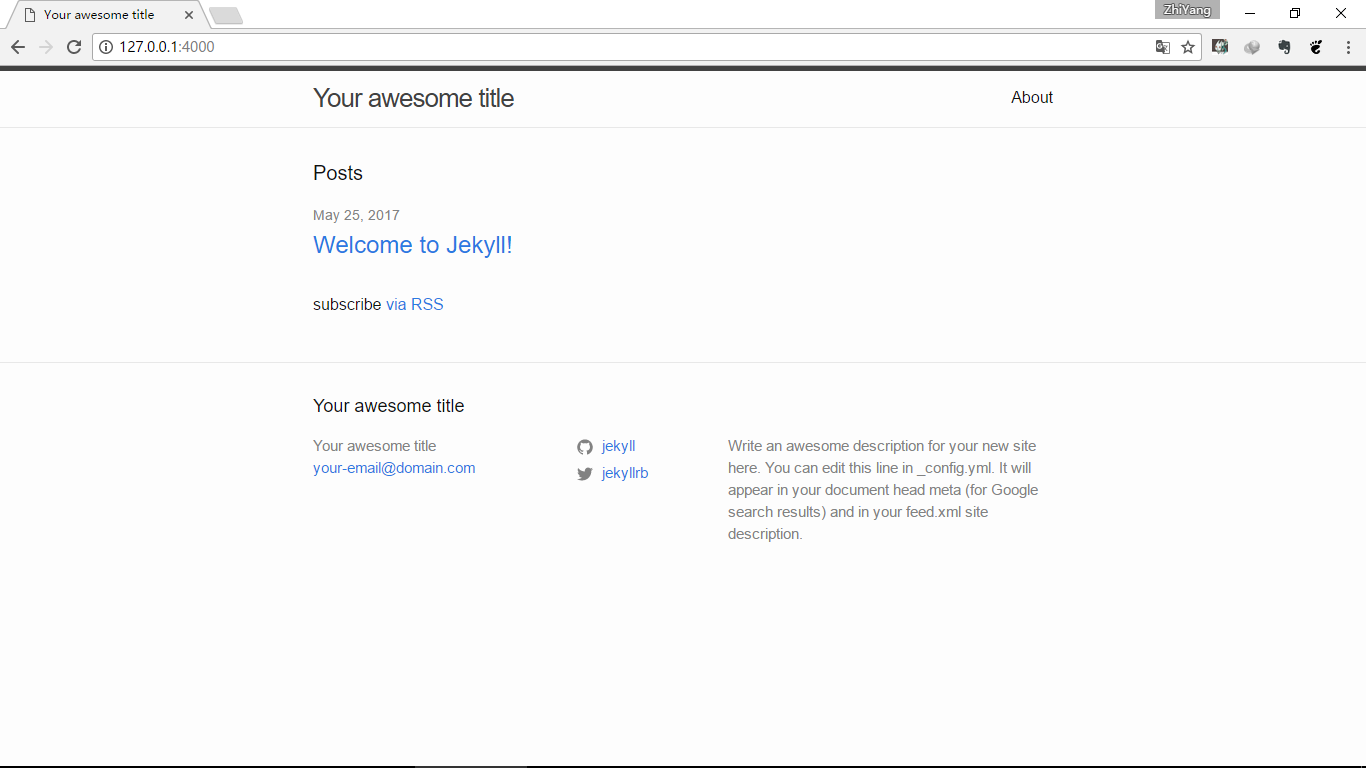 Your awesome title
ZhiYang
127.0.0.1:4000
Your awesome title
About
Posts
May 25, 2017
Welcome to Jekyll!
subscribe via RSS
Your awesome title
Your awesome title
your-email@domain.com
jekyll
jekyllrb
Write an awesome description for your new site
here. You can edit this line in _config.yml. It will
appear in your document head meta (for Google
search results) and in your feed.xml site
description.